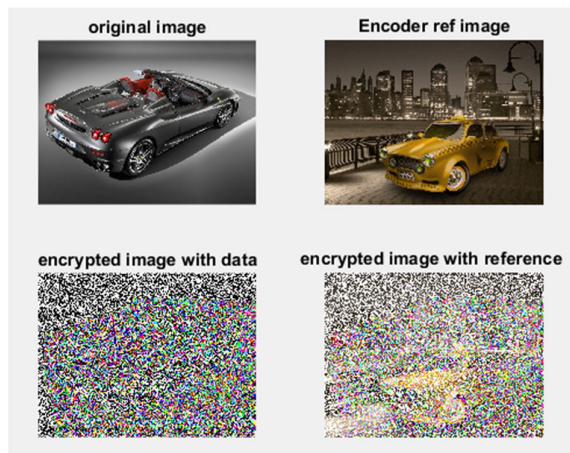 original image
Encoder ref image
encrypted image with data
encrypted image with reference